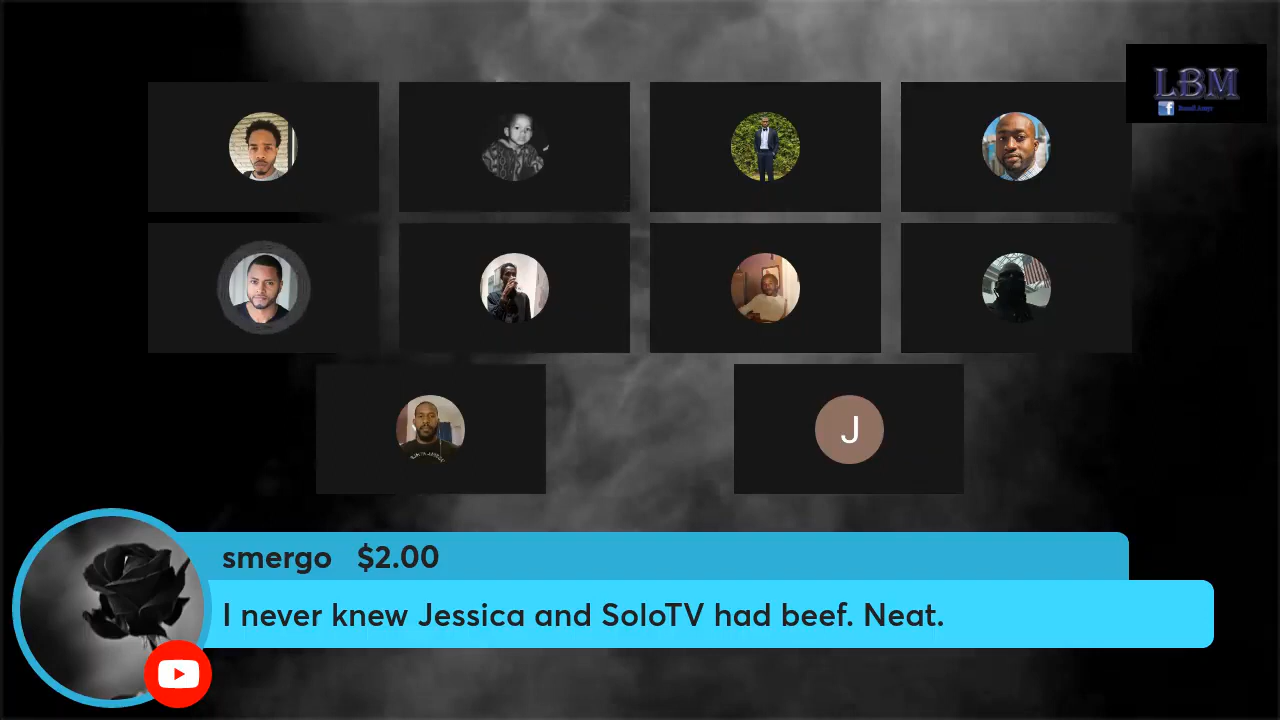 LBM
J
smergo $2.00
I never knew Jessica and SoloTV had beef. Neat.